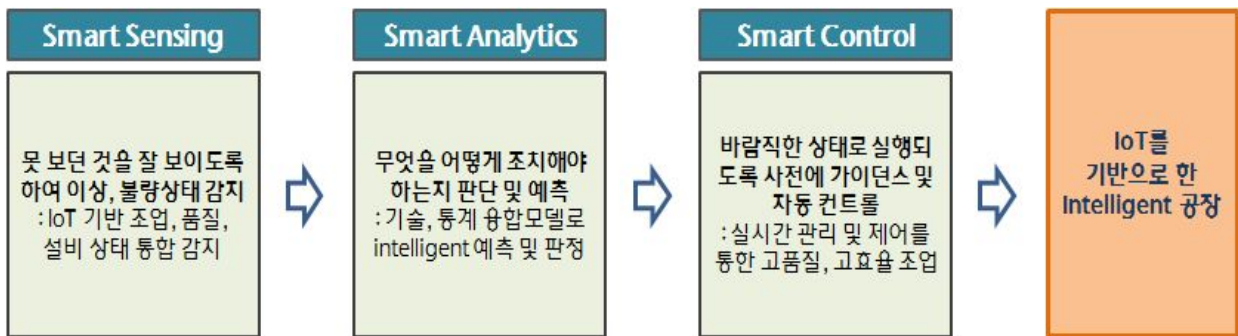 Smart Sensing
못 보던 것을 잘 보이도록
하여 이상, 불량상태 감지
: IoT 기반 조업, 품질,
설비 상태 통합 감지
Smart Analytics
무엇을 어떻게 조치해야
하는지 판단 및 예측
: 기술, 통계 융합모델로
intelligent 예측 및 판정
Smart Control
바람직한 상태로 실행되
도록 사전에 가이던스 및
자동 컨트롤
: 실시간 관리 및 제어를
통한 고품질, 고효율 조업
IoT를
기반으로 한
Intelligent 공장